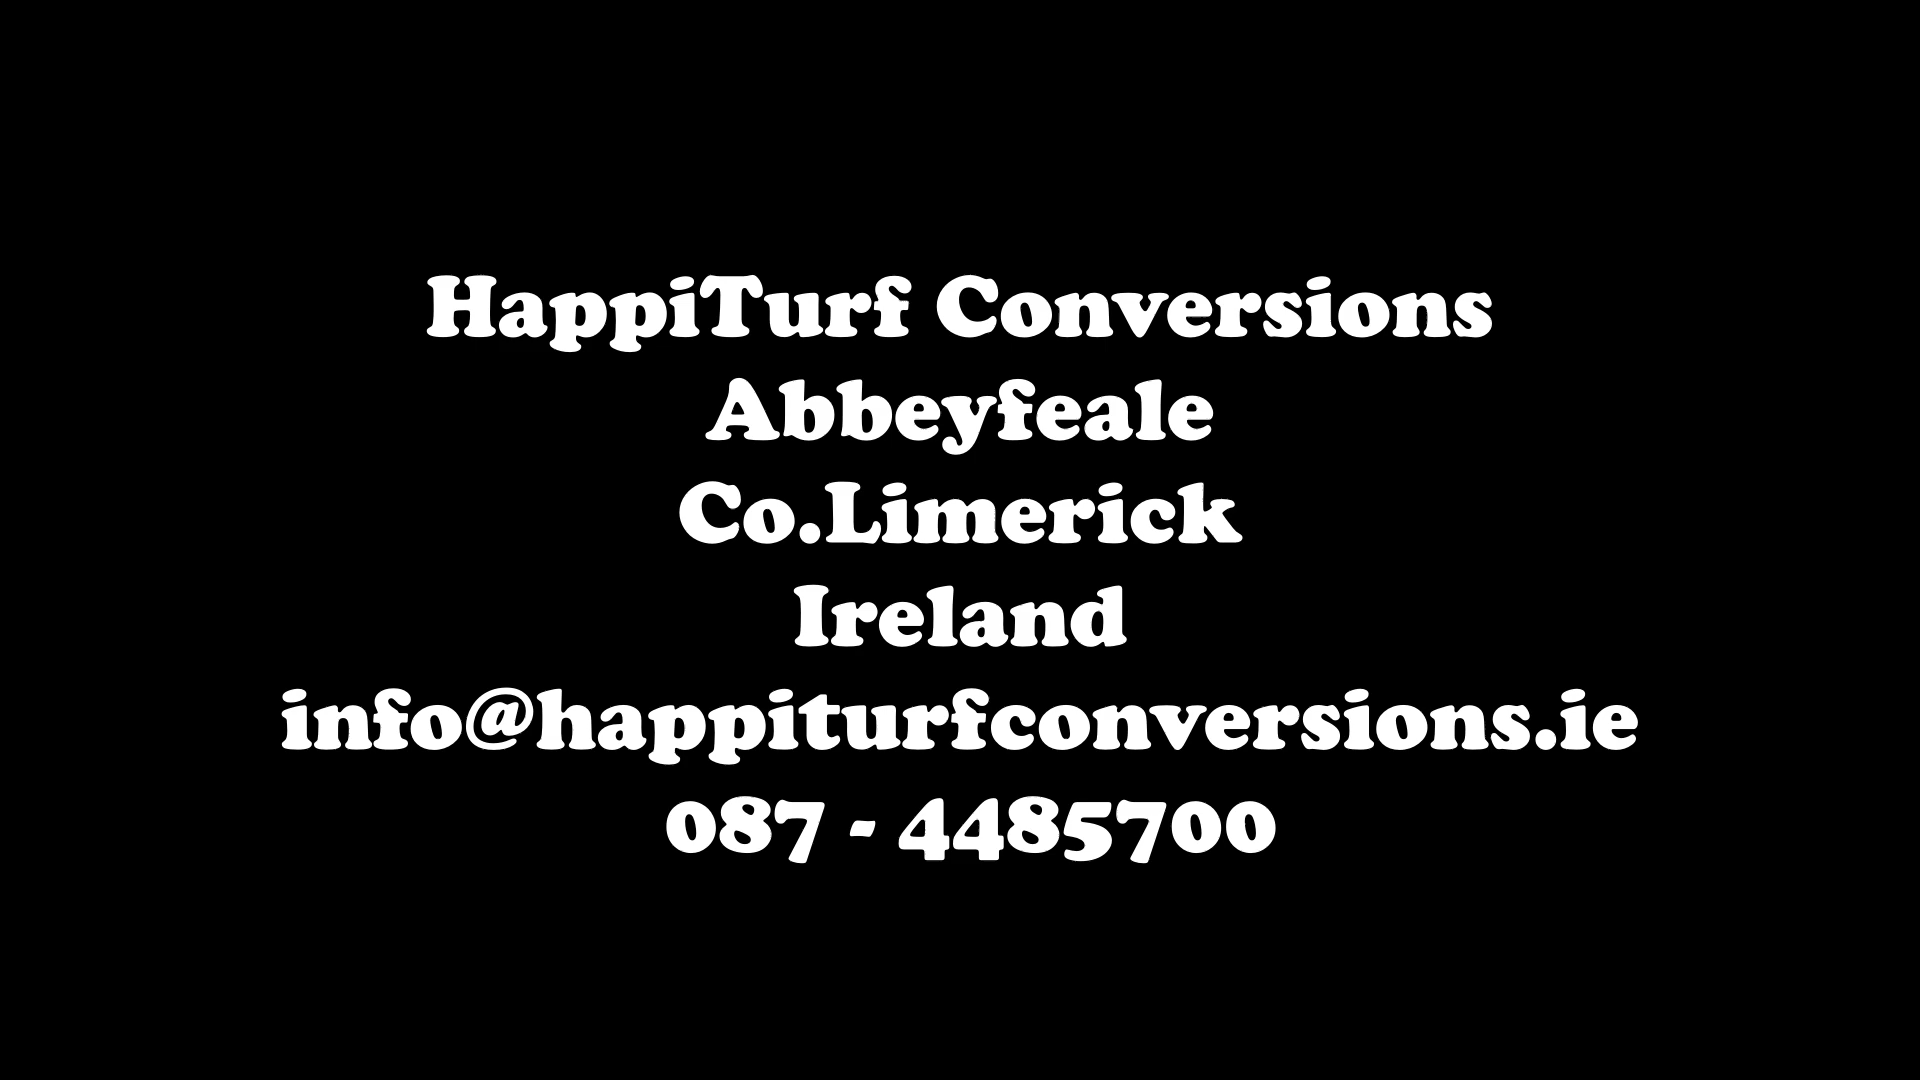 HappiTurf Conversions
Abbeyfeale
Co.Limerick
Ireland
info@happiturfconversions.ie
087 - 4485700